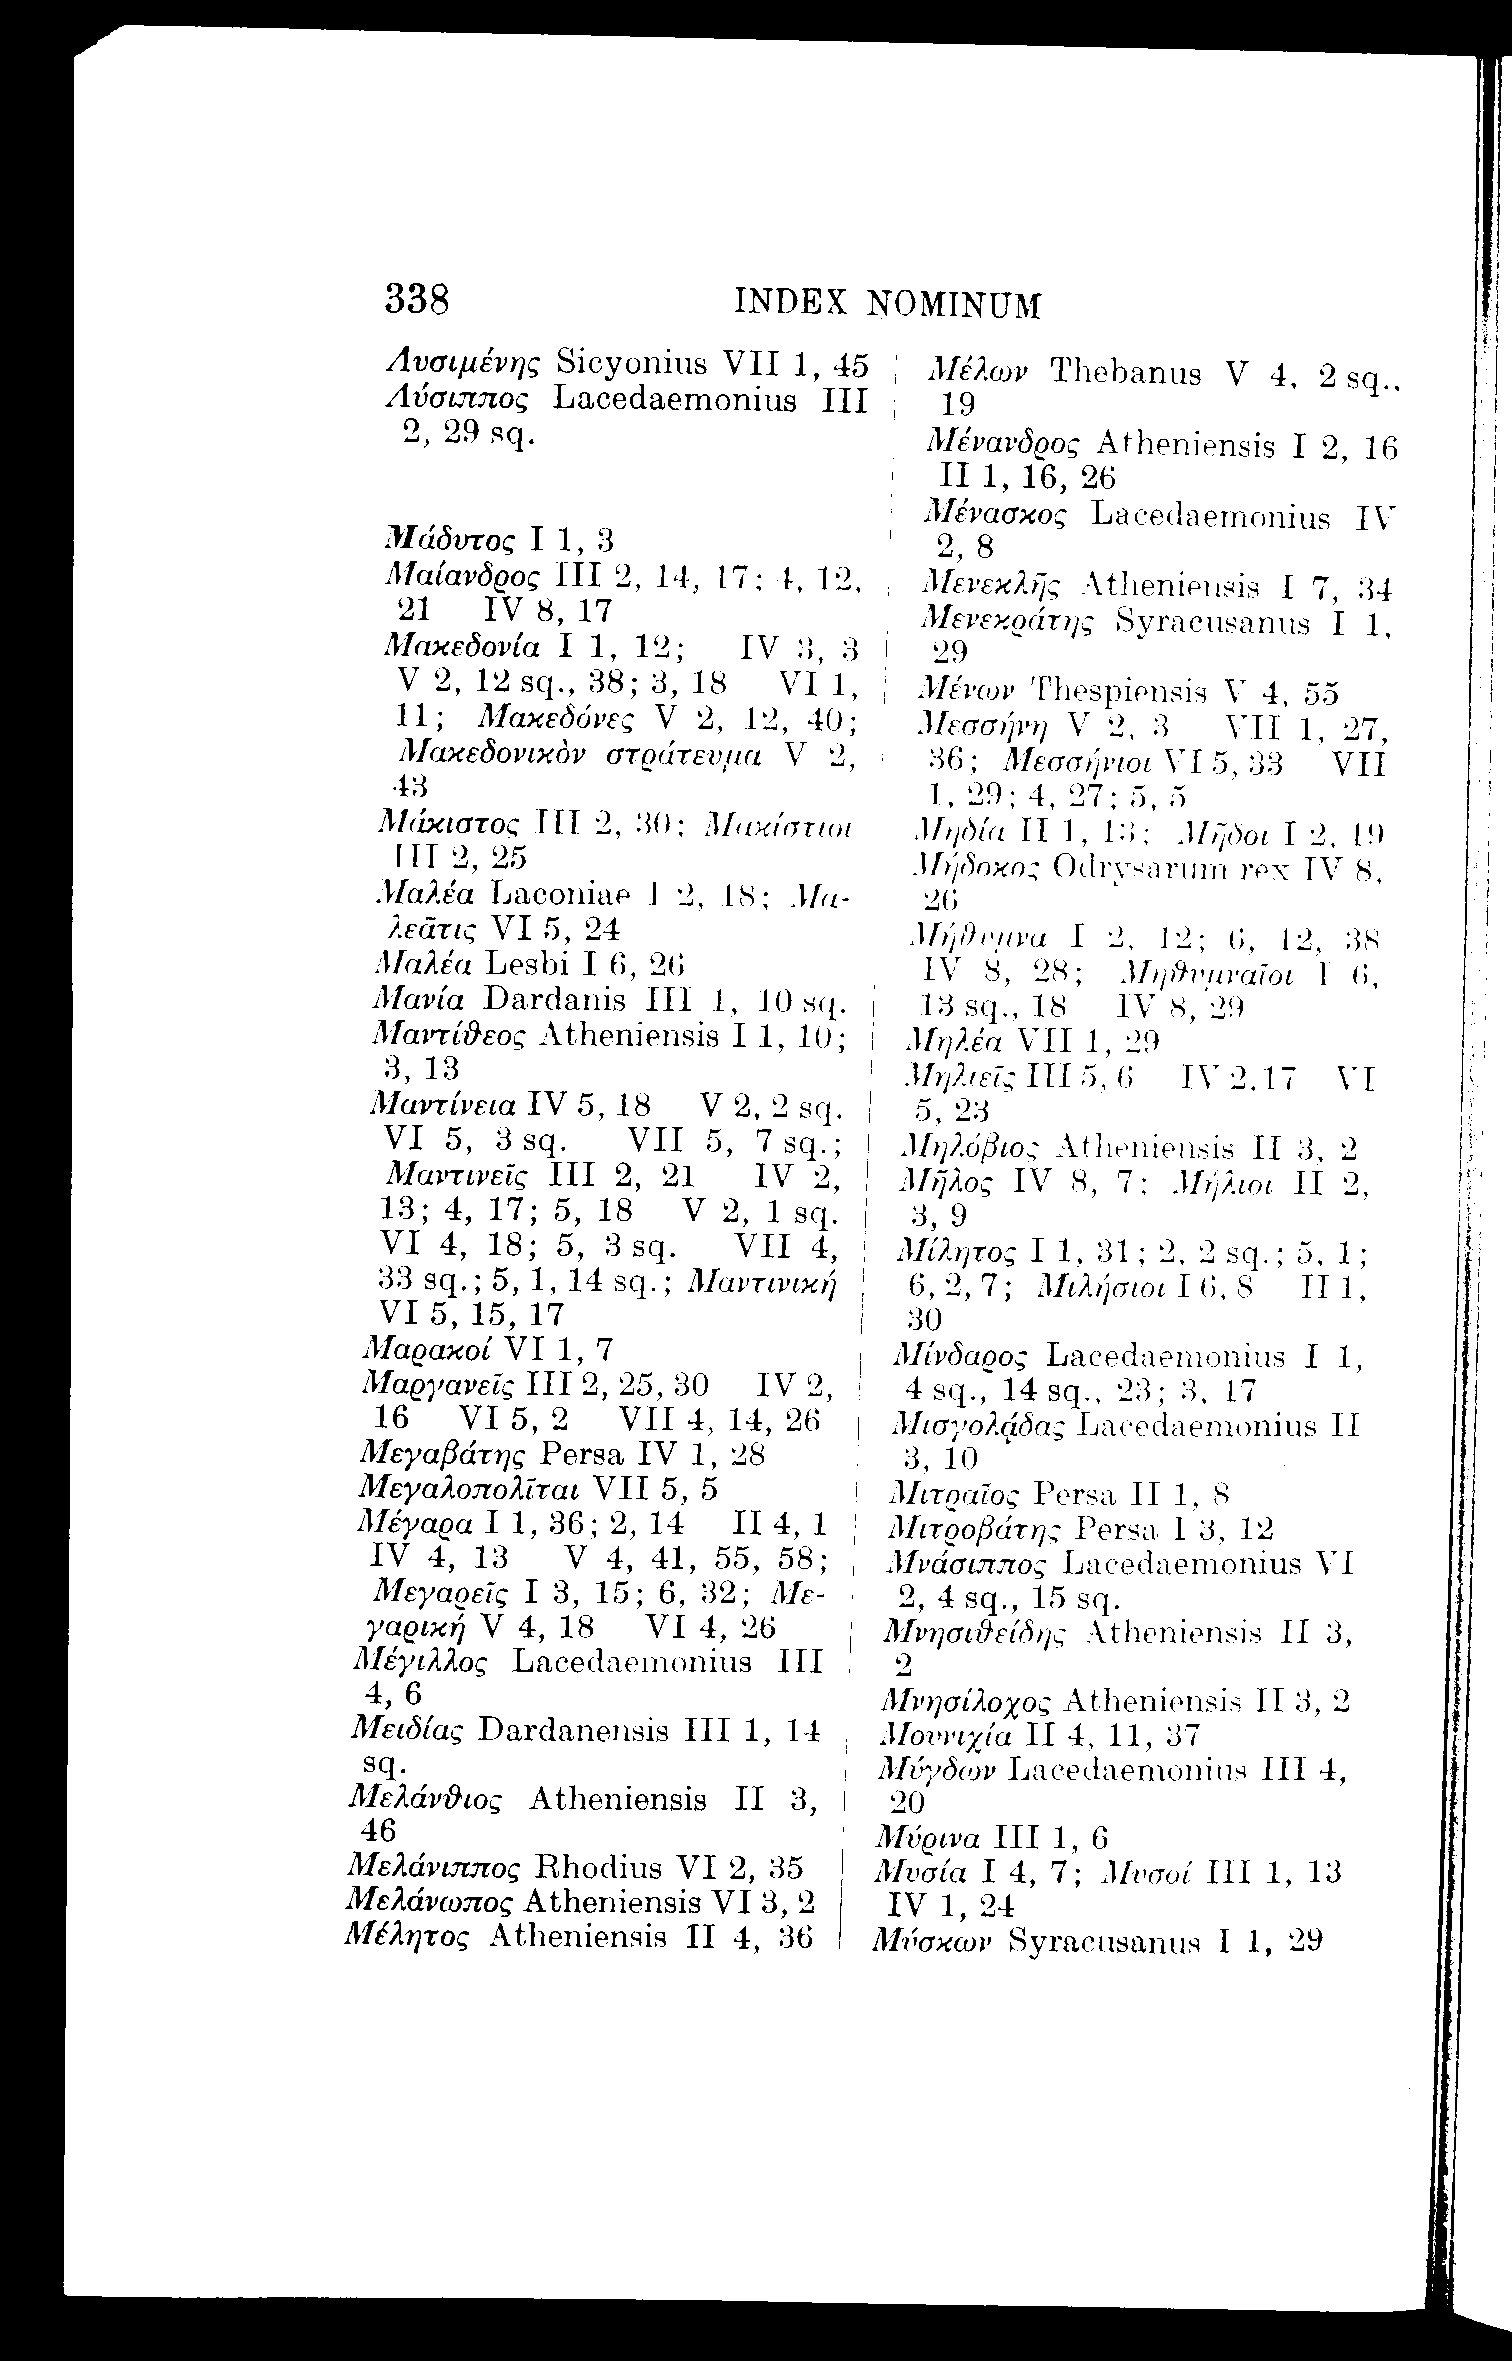 338 INDEX NOMINUM
Λυσιμένης Sicyonius VII 1, 45
Λύσιππος Lacedaemonius III
2, 29 sq.
Μάδυτος I 1, 3
Μαίανδρος III 2, 14, 17; 4, 12,
21 IV 8, 17
Μακεδονία I 1, 12; IV 3, 3
V 2, 12 sq., 38; 3, 18 VI 1,
11; Μακεδόνες V 2, 12, 40;
Μακεδονικὸν στράτευμα V 2,
43
Μάκιστος III 2, 30; Μακίστιοι
III 2, 25
Μαλέα Laconiae I 2, 18; Μα-
λεᾶτις VI 5, 24
Μαλέα Lesbi I 6, 26
Μανία Dardanis III 1, 10 sq.
Μαντίθεος Atheniensis I 1, 10;
3, 13
Μαντίνεια IV 5, 18 V 2, 2 sq.
VI 5, 3 sq. VII 5, 7 sq.;
Μαντινεῖς III 2, 21 IV 2,
13; 4, 17; 5, 18 V 2, 1 sq.
VI 4, 18; 5, 3 sq. VII 4,
33 sq.; 5, 1, 14 sq.; Μαντινική
VI 5, 15, 17
Μαρακοί VI 1, 7
Μαργανεῖς III 2, 25, 30 IV 2,
16 VI 5, 2 VII 4, 14, 26
Μεγαβάτης Persa IV 1, 28
Μεγαλοπολῖται VII 5, 5
Μέγαρα I 1, 36; 2, 14 II 4, 1
IV 4, 13 V 4, 41, 55, 58;
Μεγαρεῖς I 3, 15; 6, 32; Με-
γαρική V 4, 18 VI 4, 26
Μέγιλλος Lacedaemonius III
4, 6
Μειδίας Dardanensis III 1, 14
sq.
Μελάνθιος Atheniensis II 3,
46
Μελάνιππος Rhodius VI 2, 35
Μελάνωπος Atheniensis VI 3, 2
Μέλητος Atheniensis II 4, 36
Μέλων Thebanus V 4, 2 sq.,
19
Μένανδρος Atheniensis I 2, 16
II 1, 16, 26
Μένασκος Lacedaemonius IV
2, 8
Μενεκλῆς Atheniensis I 7, 34
Μενεκράτης Syracusanus I 1,
29
Μένων Thespiensis V 4, 55
Μεσσήνη V 2, 3 VII 1, 27,
36; Μεσσήνιοι VI 5, 33 VII
1, 29; 4, 27; 5, 5
Μηδία II 1, 13; Μῆδοι I 2, 19
Μήδοκος Odrysarum rex IV 8,
26
Μήθυμνα I 2, 12; 6, 12, 38
IV 8, 28; Μηθυμναῖοι I 6,
13 sq., 18 IV 8, 29
Μηλέα VII 1, 29
Μηλιεῖς III 5, 6 IV 2, 17 VI
5, 23
Μηλόβιος Atheniensis II 3, 2
Μῆλος IV 8, 7; Μήλιοι II 2,
3, 9
Μίλητος I 1, 31; 2, 2 sq.; 5, 1;
6, 2, 7; Μιλήσιοι I 6, 8 II 1,
30
Μίνδαρος Lacedaemonius I 1,
4 sq., 14 sq., 23; 3, 17
Μισγολᾴδας Lacedaemonius II
3, 10
Μιτραῖος Persa II 1, 8
Μιτροβάτης Persa I 3, 12
Μνάσιππος Lacedaemonius VI
2, 4 sq., 15 sq.
Μνησιθείδης Atheniensis II 3,
2
Μνησίλοχος Atheniensis II 3, 2
Μουνιχία II 4, 11, 37
Μύγδων Lacedaemonius III 4,
20
Μύρινα III 1, 6
Μυσία I 4, 7; Μυσοί III 1, 13
IV 1, 24
Μύσκων Syracusanus I 1, 29